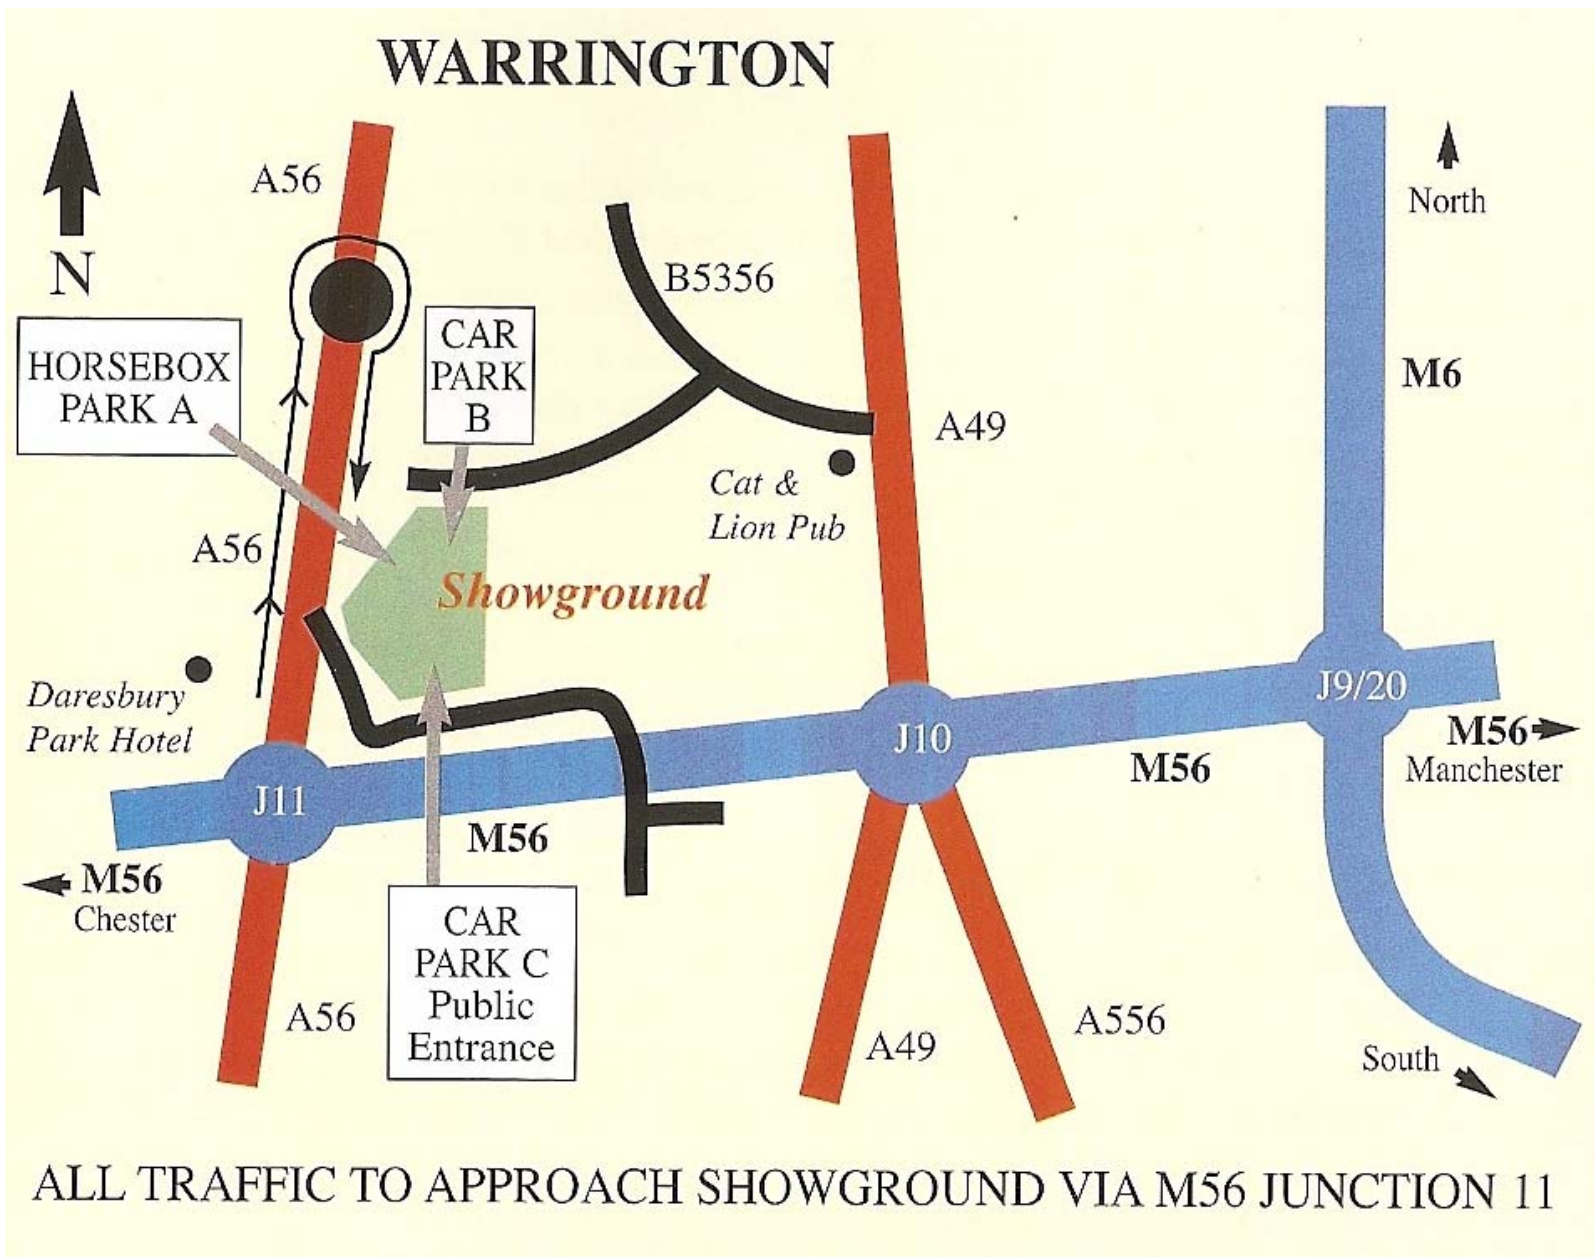 WARRINGTON
A56
N
North
B5356
HORSEBOX
PARK A
CAR
PARK
B
M6
A49
Cat &
Lion Pub
A56
Showground
Daresbury
Park Hotel
J9/20
J10
J11
M56
Manchester
M56
M56
M56
Chester
CAR
PARK C
Public
Entrance
A56
A49
A556
South
ALL TRAFFIC TO APPROACH SHOWGROUND VIA M56 JUNCTION 11